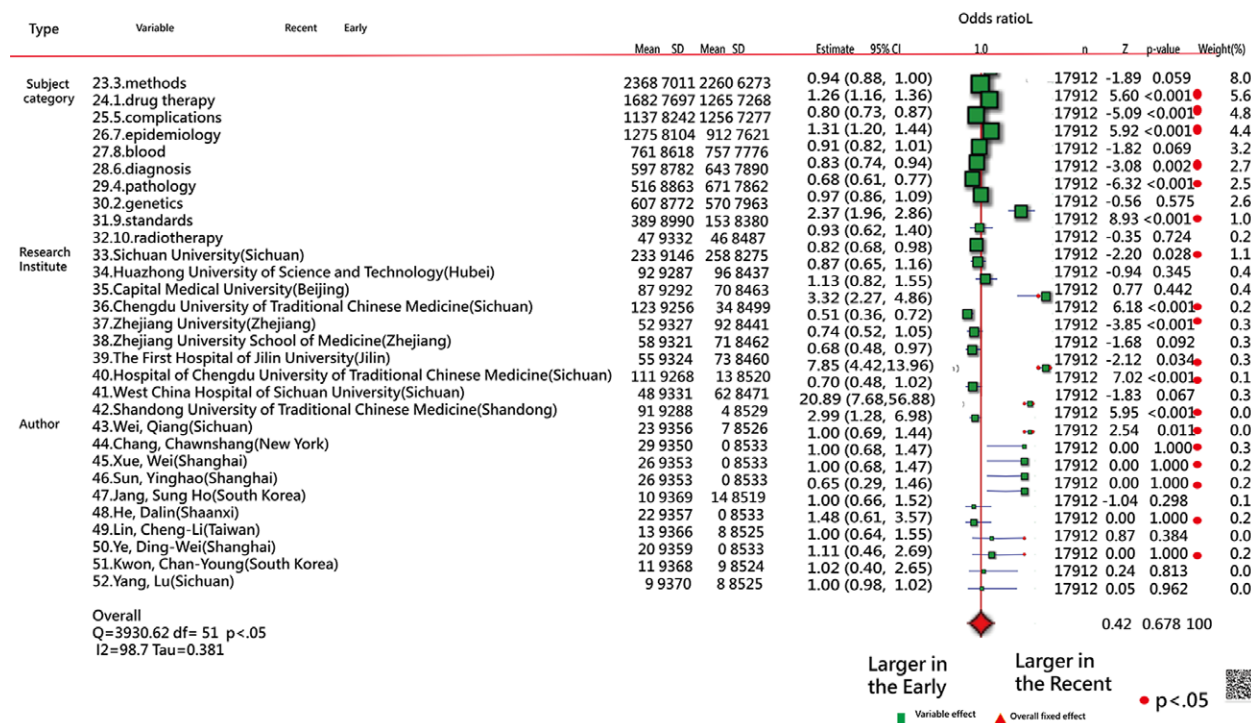 Odds ratioL
Type Variable Recent Early
Mean SD Mean SD Estimate 95% CI 1.0 n Z p-value Weight(%)
Subject category 23.3.methods 2368 7011 2260 6273 0.94 (0.88, 1.00) 17912 -1.89 0.059 8.0
24.1.drug therapy 1682 7697 1265 7268 1.26 (1.16, 1.36) 17912 5.60 <0.001 5.6
25.5.complications 1137 8242 1256 7277 0.80 (0.73, 0.87) 17912 -5.09 <0.001 4.8
26.7.epidemiology 1275 8104 912 7621 1.31 (1.20, 1.44) 17912 5.92 <0.001 4.4
27.8.blood 761 8618 757 7776 0.91 (0.82, 1.01) 17912 -1.82 0.069 3.2
28.6.diagnosis 597 8782 643 7890 0.83 (0.74, 0.94) 17912 -3.08 0.002 2.7
29.4.pathology 516 8863 671 7862 0.68 (0.61, 0.77) 17912 -6.32 <0.001 2.5
30.2.genetics 607 8772 570 7963 0.97 (0.86, 1.09) 17912 -0.56 0.575 2.6
31.9.standards 389 8990 153 8380 2.37 (1.96, 2.86) 17912 8.93 <0.001 1.0
32.10.radiotherapy 47 9332 46 8487 0.93 (0.62, 1.40) 17912 -0.35 0.724 0.2
Research Institute 33.Sichuan University(Sichuan) 233 9146 258 8275 0.82 (0.68, 0.98) 17912 -2.20 0.028 1.1
34.Huazhong University of Science and Technology(Hubei) 92 9287 96 8437 0.87 (0.65, 1.16) 17912 -0.94 0.345 0.4
35.Capital Medical University(Beijing) 87 9292 70 8463 1.13 (0.82, 1.55) 17912 0.77 0.442 0.4
36.Chengdu University of Traditional Chinese Medicine(Sichuan) 123 9256 34 8499 3.32 (2.27, 4.86) 17912 6.18 <0.001 0.2
37.Zhejiang University(Zhejiang) 52 9327 92 8441 0.51 (0.36, 0.72) 17912 -3.85 <0.001 0.3
38.Zhejiang University School of Medicine(Zhejiang) 58 9321 71 8462 0.74 (0.52, 1.05) 17912 -1.68 0.092 0.3
39.The First Hospital of Jilin University(Jilin) 55 9324 73 8460 0.68 (0.48, 0.97) 17912 -2.12 0.034 0.3
40.Hospital of Chengdu University of Traditional Chinese Medicine(Sichuan) 111 9268 13 8520 7.85 (4.42,13.96) 17912 7.02 <0.001 0.1
41.West China Hospital of Sichuan University(Sichuan) 48 9331 62 8471 0.70 (0.48, 1.02) 17912 -1.83 0.067 0.3
42.Shandong University of Traditional Chinese Medicine(Shandong) 91 9288 4 8529 20.89 (7.68,56.88) 17912 5.95 <0.001 0.0
Author 43.Wei, Qiang(Sichuan) 23 9356 7 8526 2.99 (1.28, 6.98) 17912 2.54 0.011 0.0
44.Chang, Chawnshang(New York) 29 9350 0 8533 1.00 (0.69, 1.44) 17912 0.00 1.000 0.3
45.Xue, Wei(Shanghai) 26 9353 0 8533 1.00 (0.68, 1.47) 17912 0.00 1.000 0.2
46.Sun, Yinghao(Shanghai) 26 9353 0 8533 1.00 (0.68, 1.47) 17912 0.00 1.000 0.2
47.Jang, Sung Ho(South Korea) 10 9369 14 8519 0.65 (0.29, 1.46) 17912 -1.04 0.298 0.1
48.He, Dalin(Shaanxi) 22 9357 0 8533 1.00 (0.66, 1.52) 17912 0.00 1.000 0.2
49.Lin, Cheng-Li(Taiwan) 13 9366 8 8525 1.48 (0.61, 3.57) 17912 0.87 0.384 0.0
50.Ye, Ding-Wei(Shanghai) 20 9359 0 8533 1.00 (0.64, 1.55) 17912 0.00 1.000 0.2
51.Kwon, Chan-Young(South Korea) 11 9368 9 8524 1.11 (0.46, 2.69) 17912 0.24 0.813 0.0
52.Yang, Lu(Sichuan) 9 9370 8 8525 1.02 (0.40, 2.65) 17912 0.05 0.962 0.0
Overall 1.00 (0.98, 1.02) 0.42 0.678 100
Q=3930.62 df= 51 p<.05
I2=98.7 Tau=0.381
Larger in the Early Larger in the Recent p<.05
Variable effect Overall fixed effect